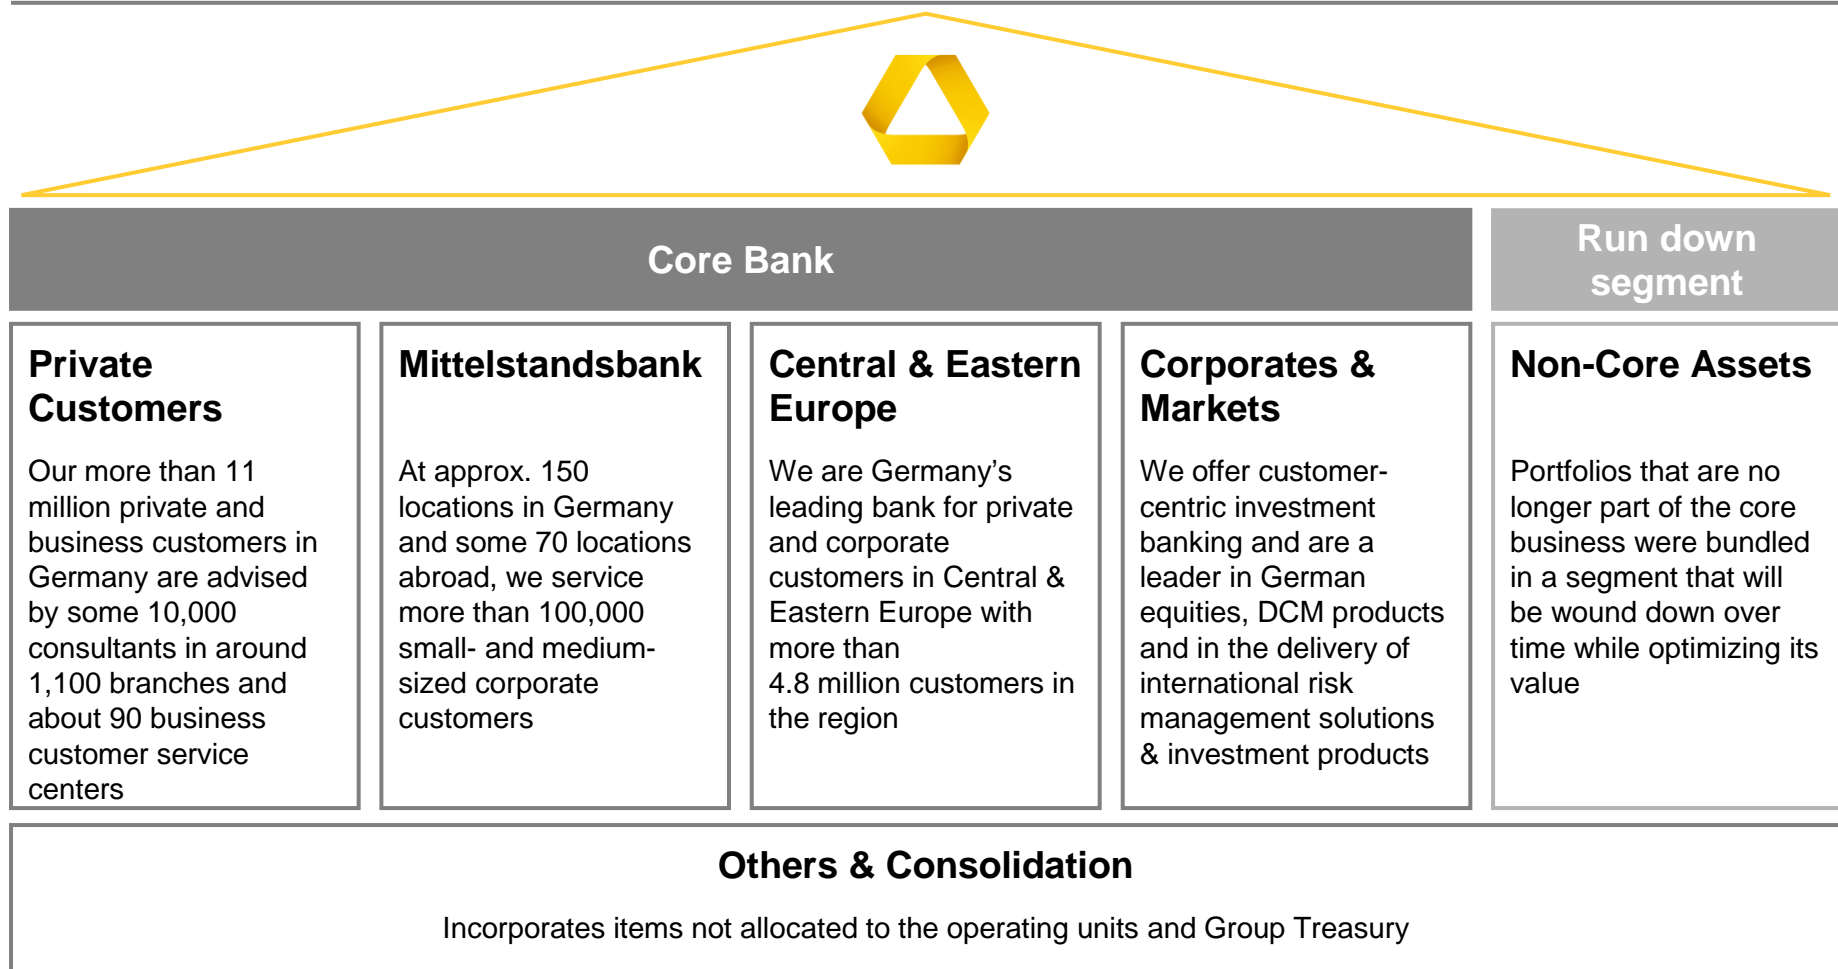 Core Bank
Run down
segment
Private
Customers
Our more than 11
million private and
business customers in
Germany are advised
by some 10,000
consultants in around
1,100 branches and
about 90 business
customer service
centers
Mittelstandsbank
At approx. 150
locations in Germany
and some 70 locations
abroad, we service
more than 100,000
small- and medium-
sized corporate
customers
Central & Eastern
Europe
We are Germany’s
leading bank for private
and corporate
customers in Central &
Eastern Europe with
more than
4.8 million customers in
the region
Corporates &
Markets
We offer customer-
centric investment
banking and are a
leader in German
equities, DCM products
and in the delivery of
international risk
management solutions
& investment products
Non-Core Assets
Portfolios that are no
longer part of the core
business were bundled
in a segment that will
be wound down over
time while optimizing its
value
Others & Consolidation
Incorporates items not allocated to the operating units and Group Treasury